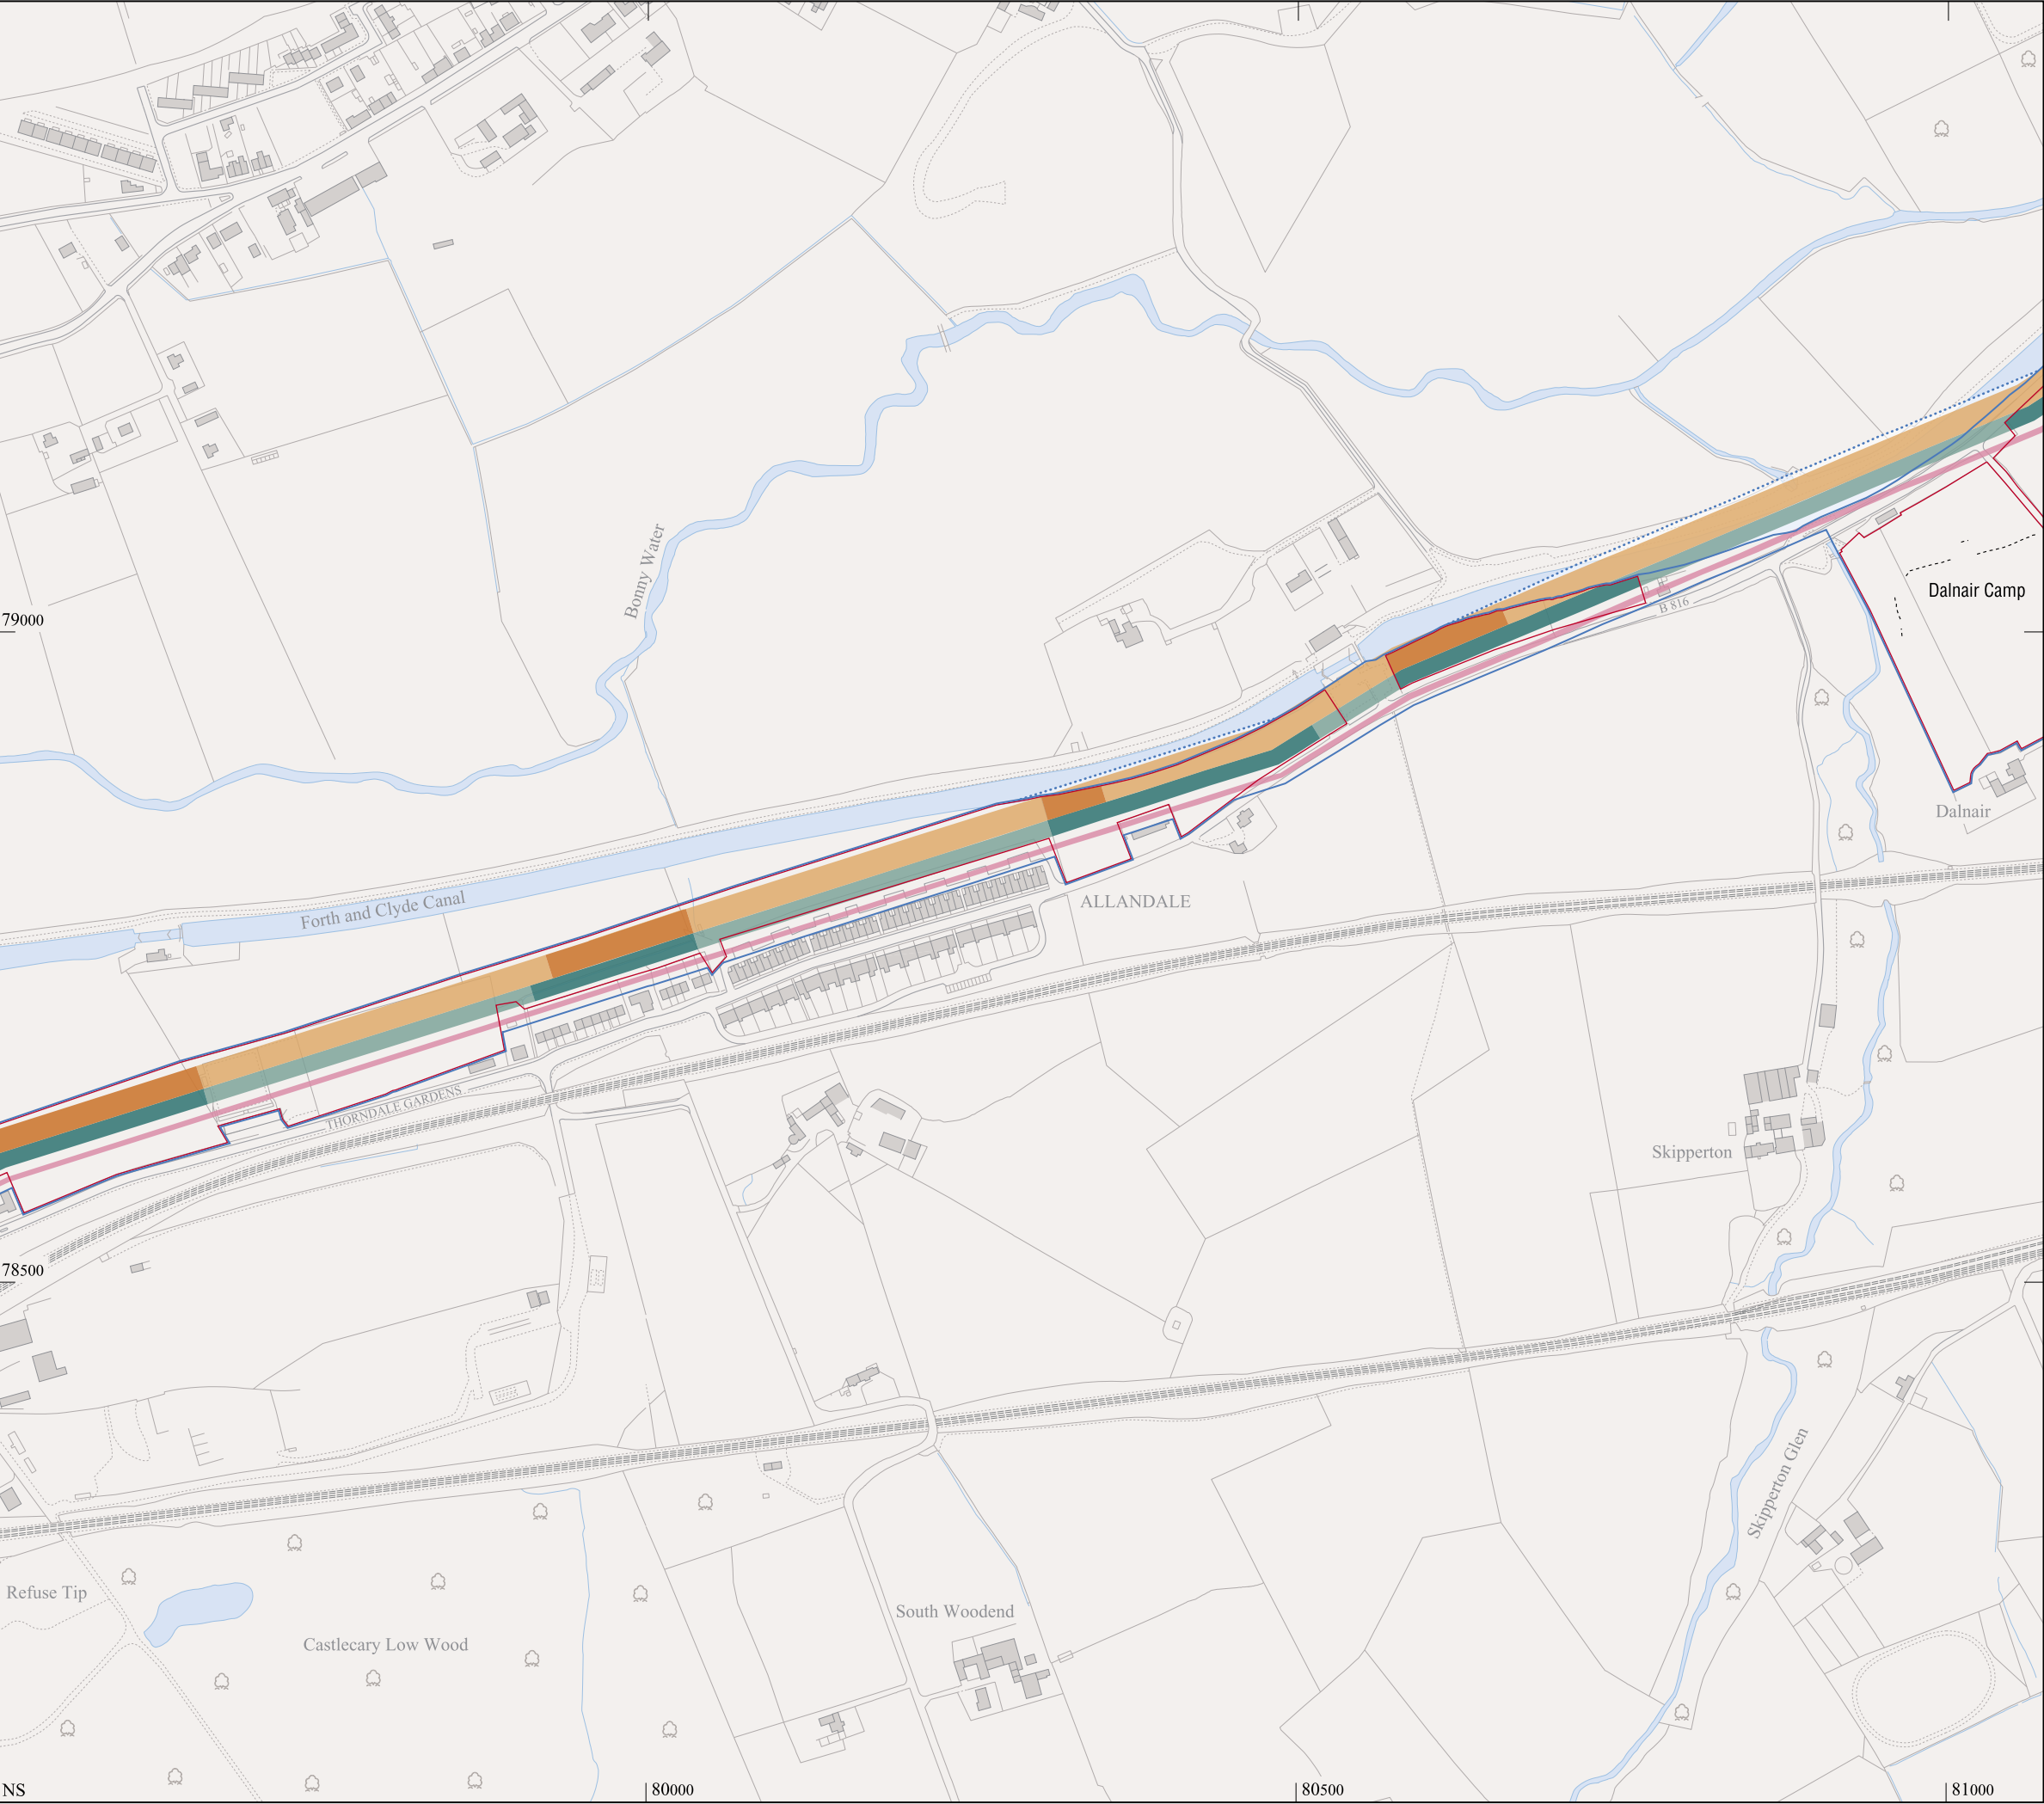 Bonny Water
79000
B 816
Dalnair Camp
Dalnair
Forth and Clyde Canal
ALLANDALE
THORNDALE GARDENS
Skipperton
78500
Skipperton Glen
Refuse Tip
South Woodend
Castlecary Low Wood
NS
80000
80500
81000